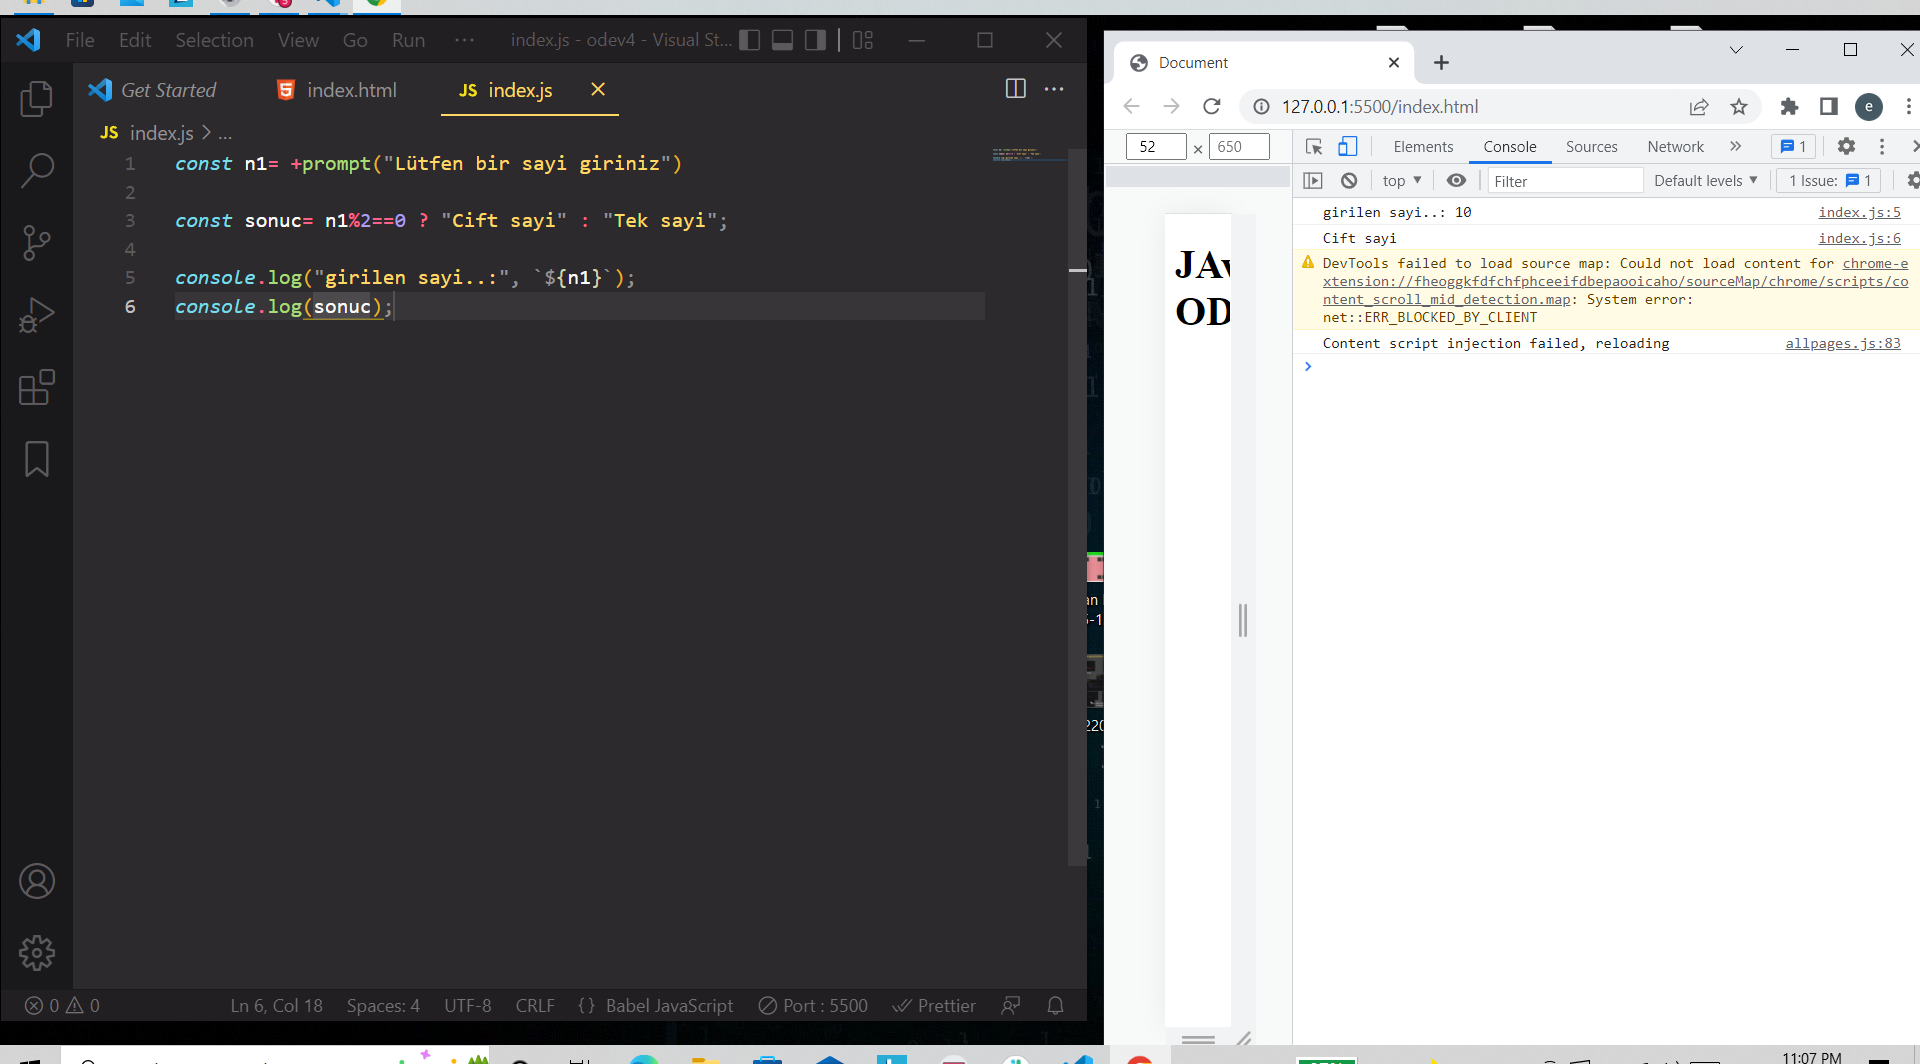 File Edit Selection View Go Run ··· index.js - odev4 - Visual St...
Get Started index.html JS index.js
JS index.js > ...
1 const n1= +prompt("Lütfen bir sayi giriniz")
2
3 const sonuc= n1%2==0 ? "Cift sayi" : "Tek sayi";
4
5 console.log("girilen sayi..:", `${n1}`);
6 console.log(sonuc);
0 0 Ln 6, Col 18 Spaces: 4 UTF-8 CRLF {} Babel JavaScript Port : 5500 Prettier
Document
127.0.0.1:5500/index.html e
52 × 650 Elements Console Sources Network » 1
top Filter Default levels 1 Issue: 1
girilen sayi..: 10 index.js:5
Cift sayi index.js:6
DevTools failed to load source map: Could not load content for chrome-e
xtension://fheoggkfdfchfphceeifdbepaooicaho/sourceMap/chrome/scripts/co
ntent_scroll_mid_detection.map: System error:
net::ERR_BLOCKED_BY_CLIENT
Content script injection failed, reloading allpages.js:83
JAv
OD
11:07 PM